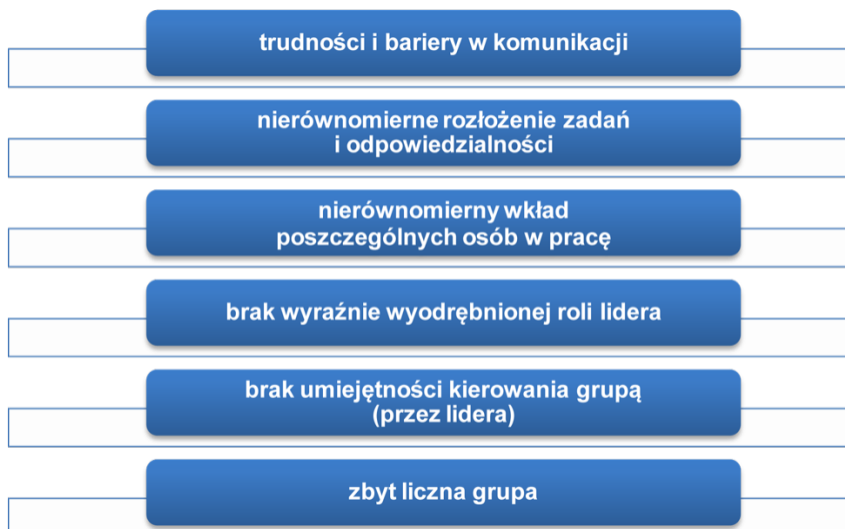 trudności i bariery w komunikacji
nierównomierne rozłożenie zadań
i odpowiedzialności
nierównomierny wkład
poszczególnych osób w pracę
brak wyraźnie wyodrębnionej roli lidera
brak umiejętności kierowania grupą
(przez lidera)
zbyt liczna grupa